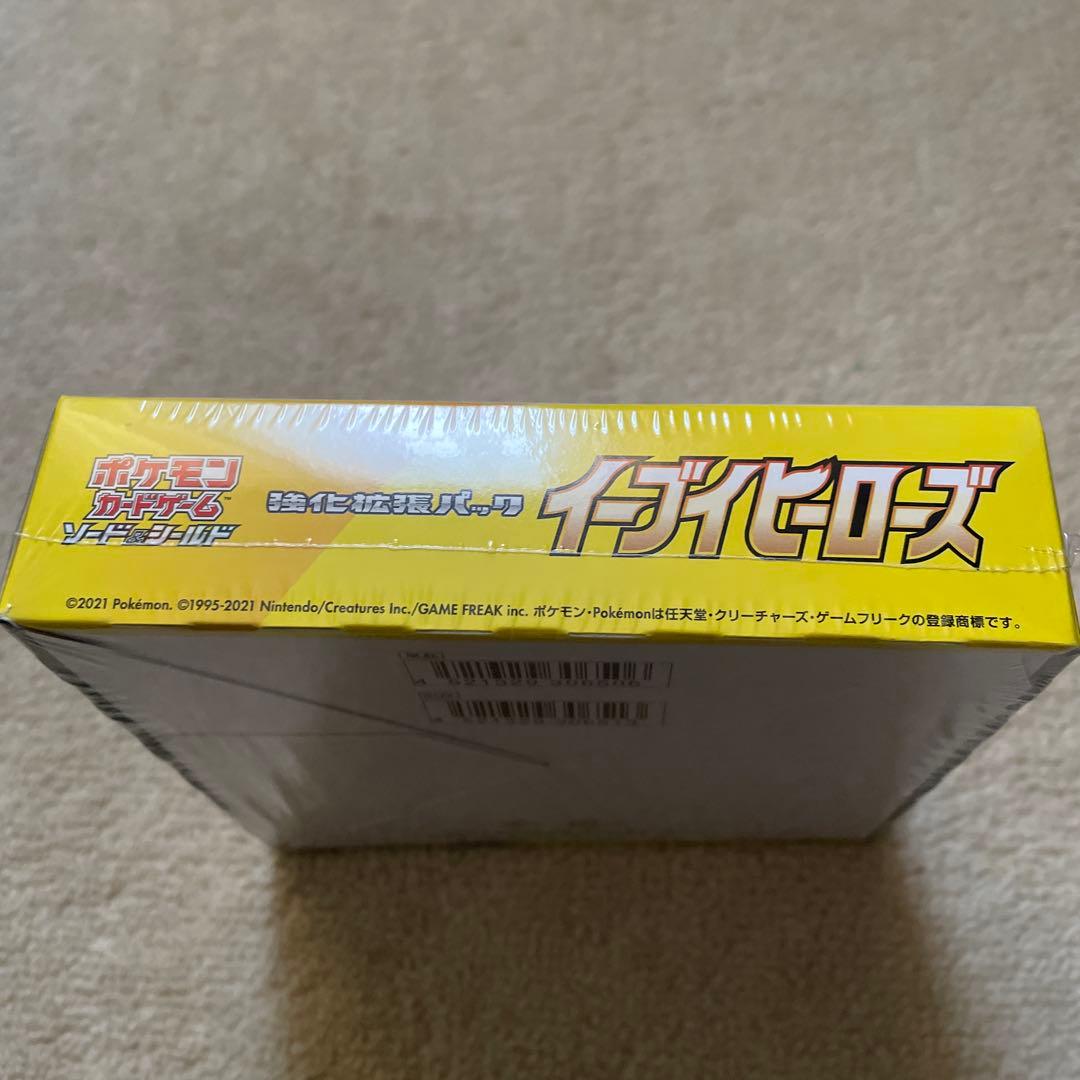 ポケモン
カードゲーム™
ソード&シールド
強化拡張パック
イーブイヒーローズ
©2021 Pokémon. ©1995-2021 Nintendo/Creatures Inc./GAME FREAK inc. ポケモン・Pokémonは任天堂・クリーチャーズ・ゲームフリークの登録商標です。